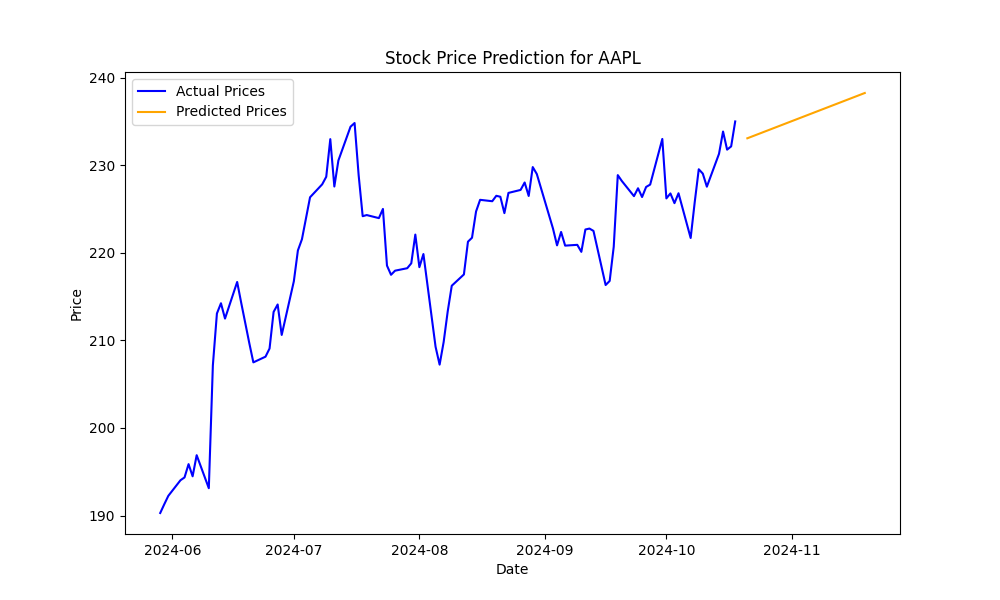 Stock Price Prediction for AAPL
Actual Prices
Predicted Prices
240
230
220
210
200
190
Price
2024-06 2024-07 2024-08 2024-09 2024-10 2024-11
Date